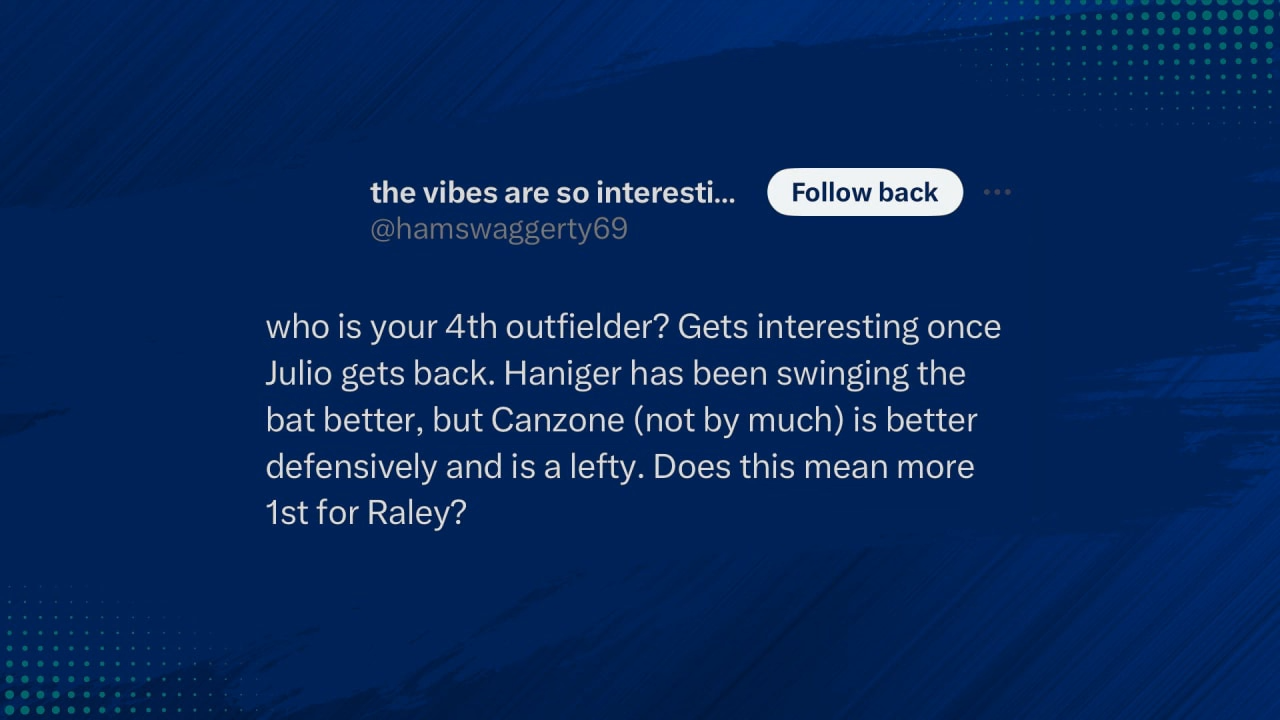 the vibes are so interesti...
Follow back
@hamswaggerty69
who is your 4th outfielder? Gets interesting once
Julio gets back. Haniger has been swinging the
bat better, but Canzone (not by much) is better
defensively and is a lefty. Does this mean more
1st for Raley?